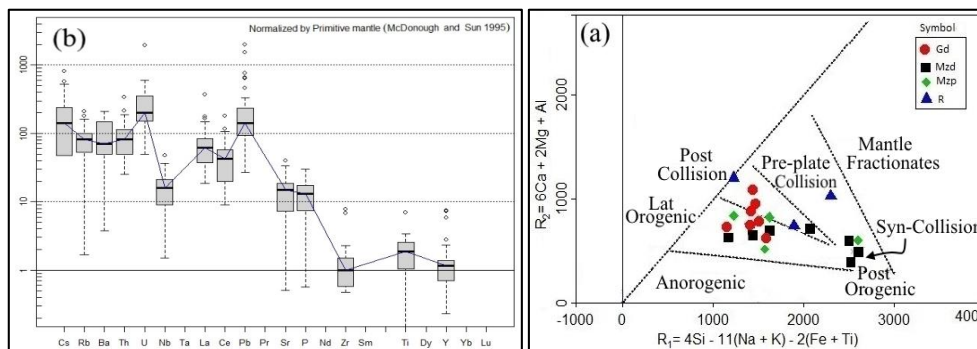 (b)
Normalized by Primitive mantle (McDonough and Sun 1995)
1000
100
10
1
Cs Rb Ba Th U Nb Ta La Ce Pb Pr Sr P Nd Zr Sm Ti Dy Y Yb Lu
(a)
Symbol
Gd
Mzd
Mzp
R
R2= 6Ca + 2Mg + Al
2000
1000
0
Post
Collision
Pre-plate
Collision
Mantle
Fractionates
Lat
Orogenic
Syn-Collision
Anorogenic
Post
Orogenic
-1000 0 1000 2000 3000 400
R1= 4Si - 11(Na + K) - 2(Fe + Ti)